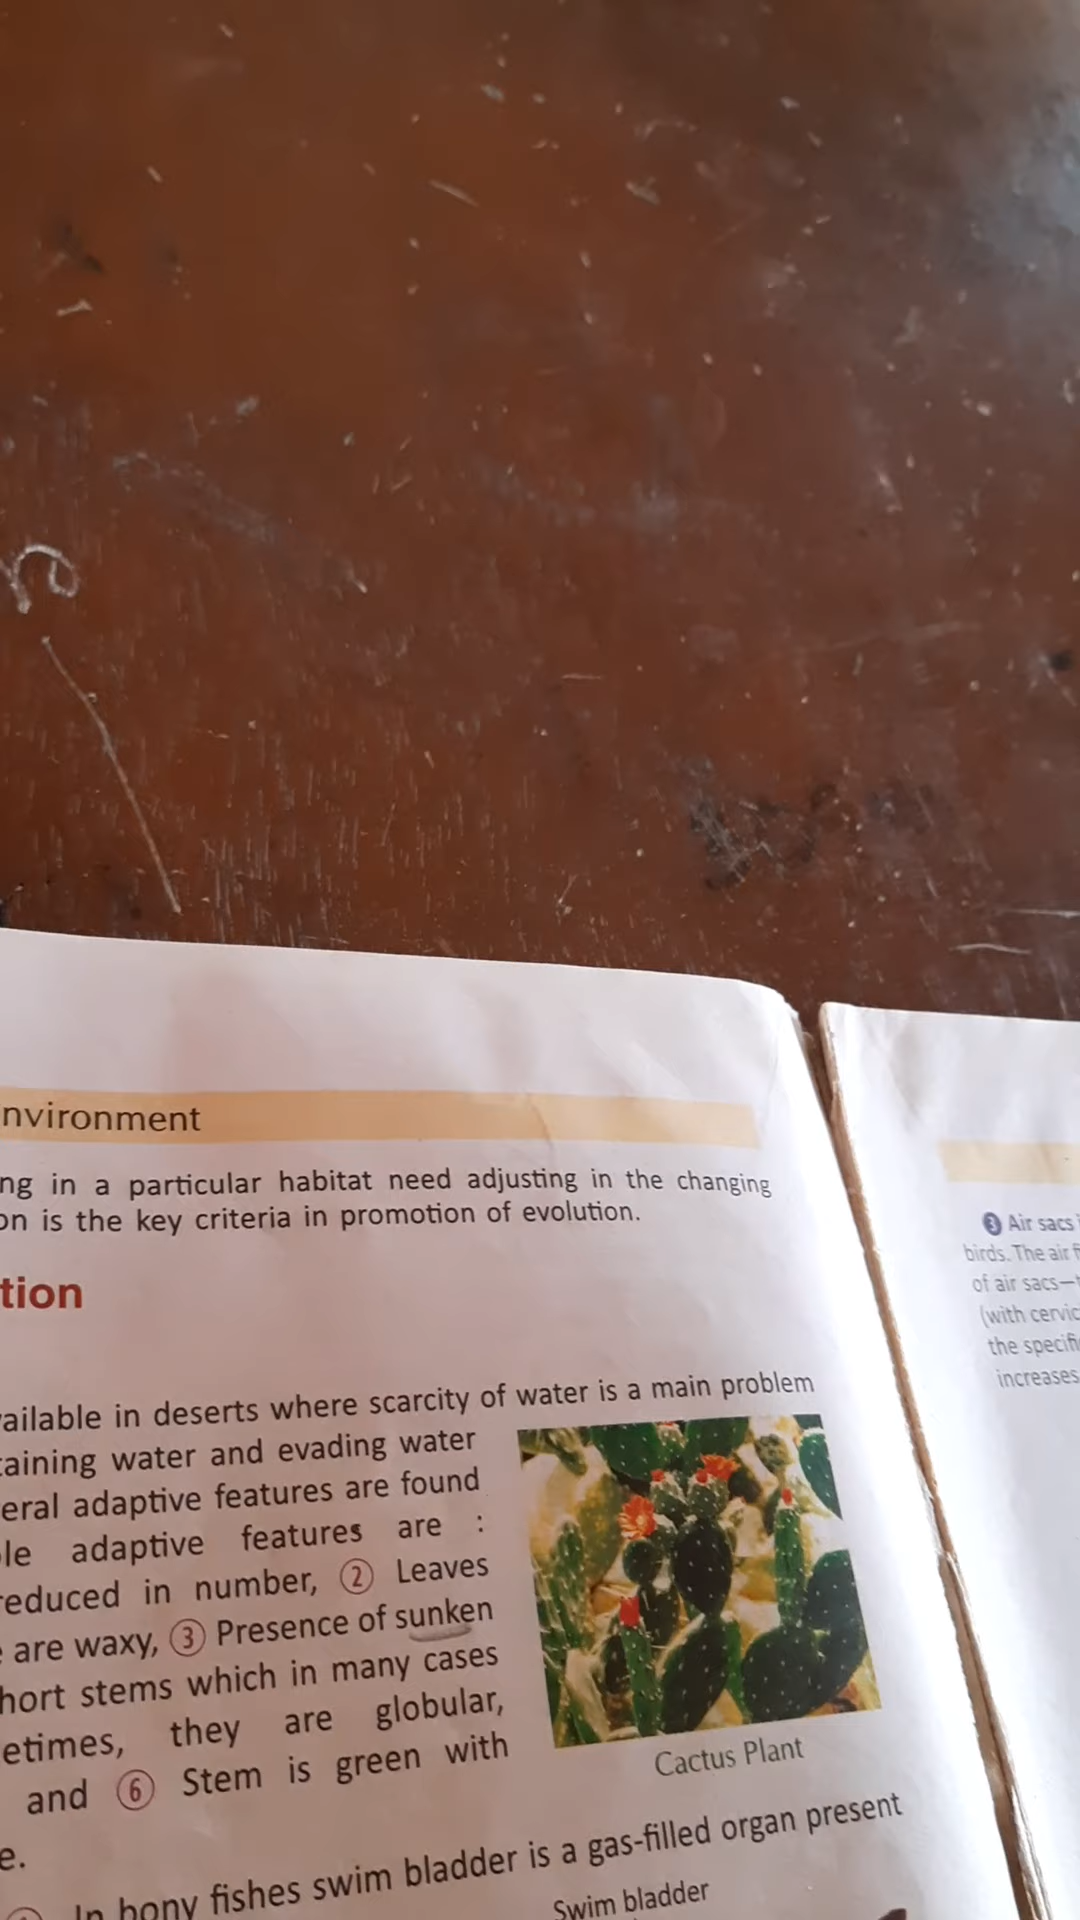 nvironment
ng in a particular habitat need adjusting in the changing
on is the key criteria in promotion of evolution.
tion
ailable in deserts where scarcity of water is a main problem
taining water and evading water
eral adaptive features are found
le adaptive features are :
reduced in number, ② Leaves
are waxy, ③ Presence of sunken
hort stems which in many cases
etimes, they are globular,
and ⑥ Stem is green with
e.
Cactus Plant
In bony fishes swim bladder is a gas-filled organ present
Swim bladder
❸ Air sacs
birds. The air
of air sacs—
(with cervic
the specifi
increases